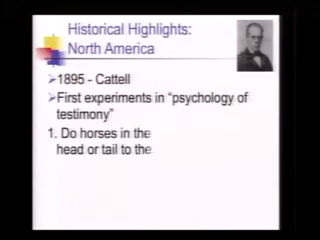 Historical Highlights:
North America
1895 - Cattell
First experiments in “psychology of
testimony”
1. Do horses in the
head or tail to the